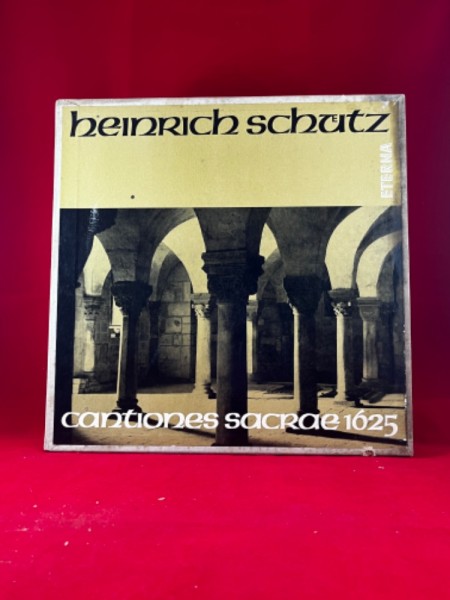 heinrich schütz
ETERNA
cantiones sacrae 1625